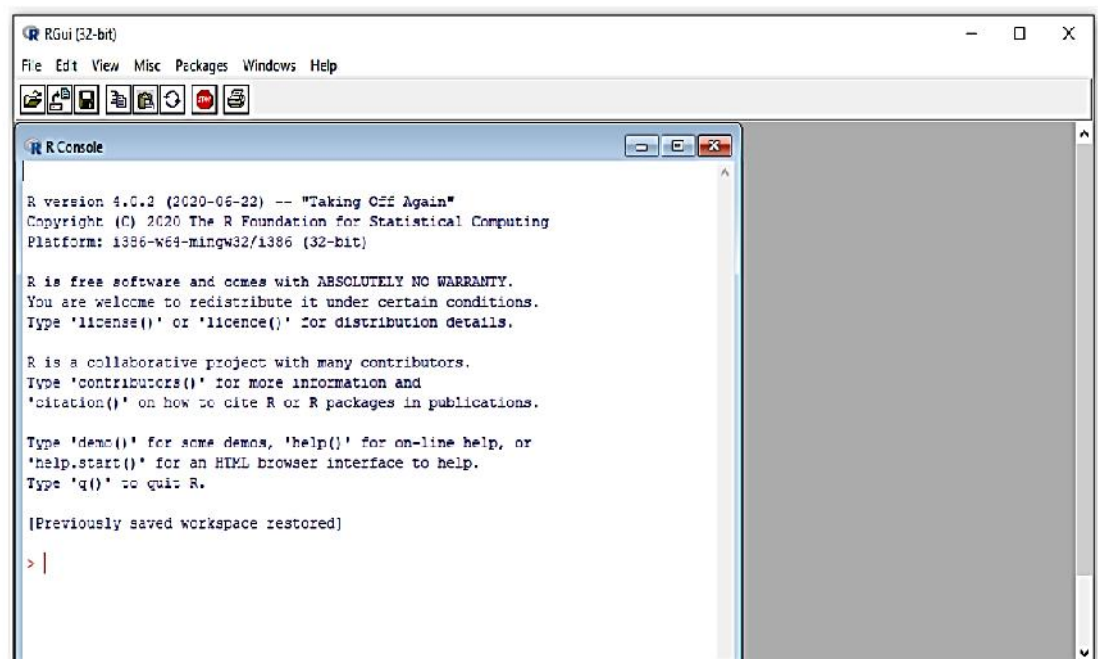 RGui (32-bit)
File Edit View Misc Packages Windows Help
STOP
R Console
R version 4.0.2 (2020-06-22) -- "Taking Off Again"
Copyright (C) 2020 The R Foundation for Statistical Computing
Platform: i386-w64-mingw32/i386 (32-bit)
R is free software and comes with ABSOLUTELY NO WARRANTY.
You are welcome to redistribute it under certain conditions.
Type 'license()' or 'licence()' for distribution details.
R is a collaborative project with many contributors.
Type 'contributors()' for more information and
'citation()' on how to cite R or R packages in publications.
Type 'demo()' for some demos, 'help()' for on-line help, or
'help.start()' for an HTML browser interface to help.
Type 'q()' to quit R.
[Previously saved workspace restored]
>